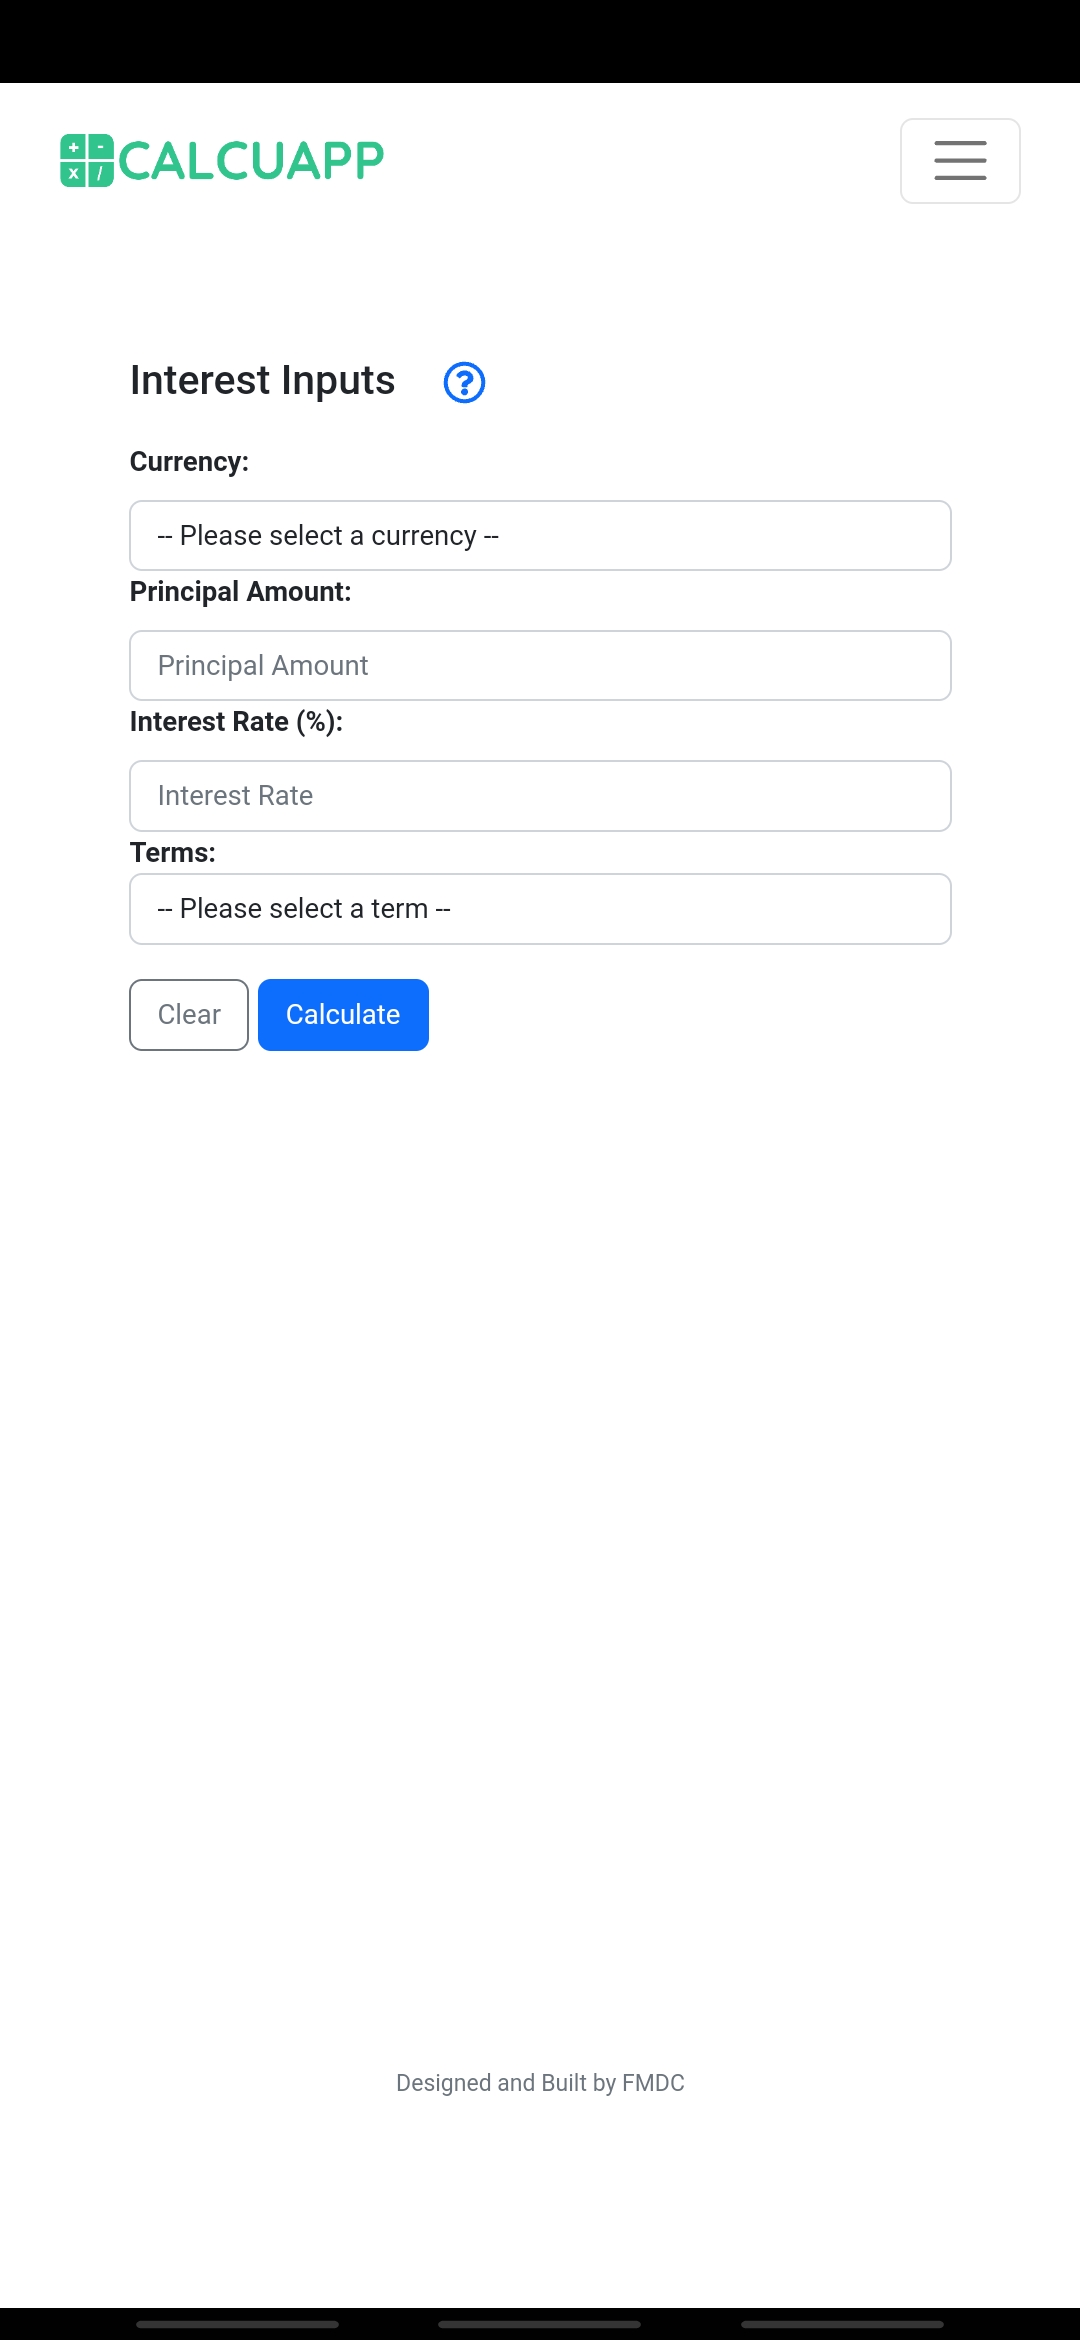 + - CALCUAPP
x /
Interest Inputs ?
Currency:
-- Please select a currency --
Principal Amount:
Principal Amount
Interest Rate (%):
Interest Rate
Terms:
-- Please select a term --
Clear Calculate
Designed and Built by FMDC